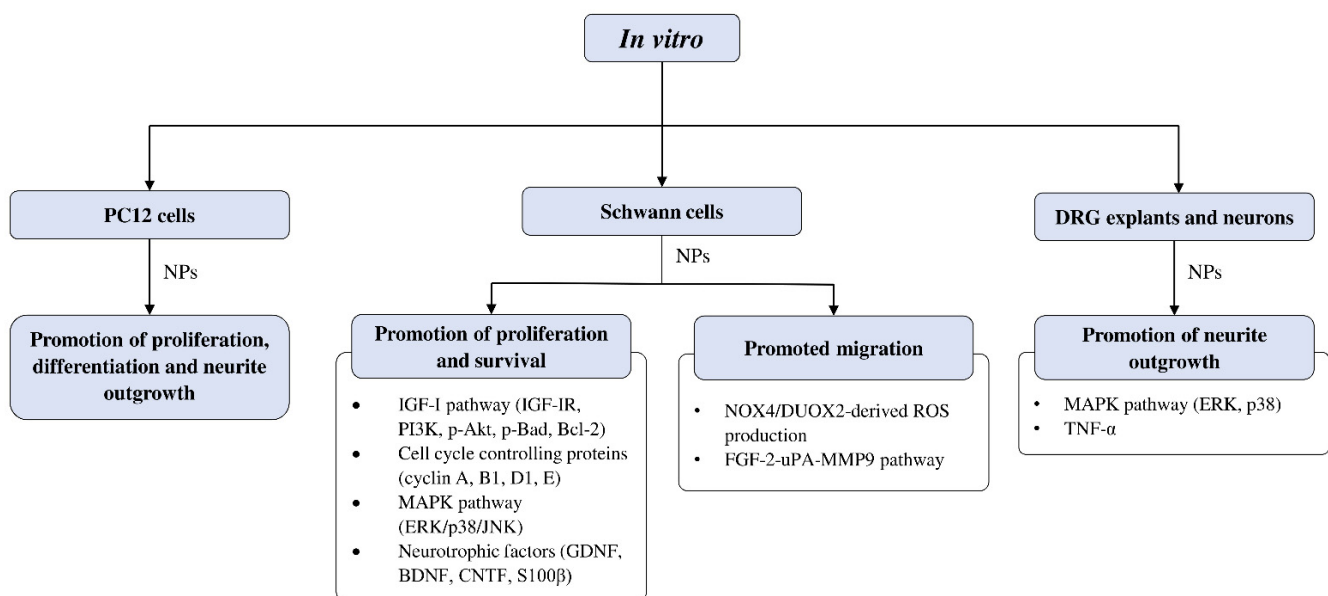 In vitro
PC12 cells
Schwann cells
DRG explants and neurons
NPs
NPs
NPs
Promotion of proliferation,
differentiation and neurite
outgrowth
Promotion of proliferation
and survival
• IGF-I pathway (IGF-IR,
PI3K, p-Akt, p-Bad, Bcl-2)
• Cell cycle controlling proteins
(cyclin A, B1, D1, E)
• MAPK pathway
(ERK/p38/JNK)
• Neurotrophic factors (GDNF,
BDNF, CNTF, S100β)
Promoted migration
• NOX4/DUOX2-derived ROS
production
• FGF-2-uPA-MMP9 pathway
Promotion of neurite
outgrowth
• MAPK pathway (ERK, p38)
• TNF-α